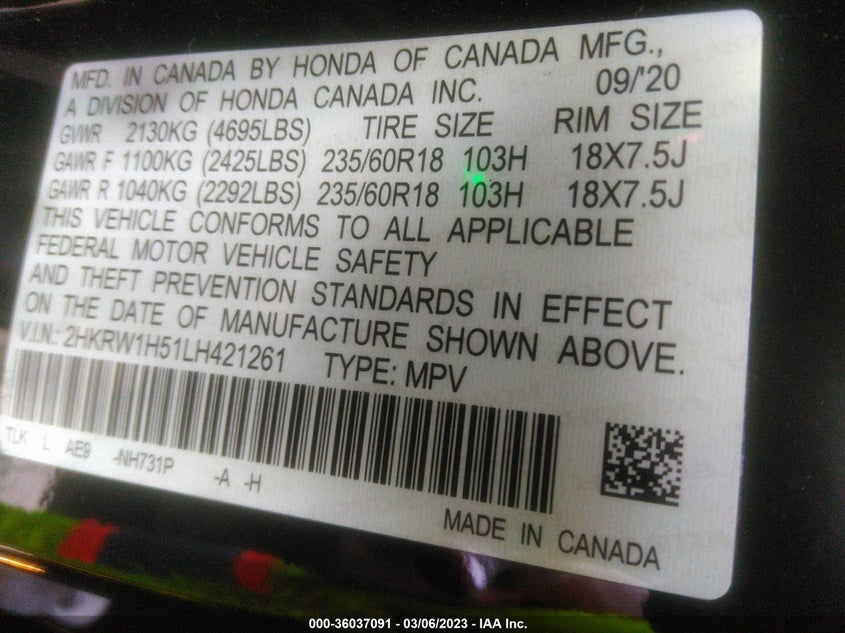 MFD. IN CANADA BY HONDA OF CANADA MFG.,
A DIVISION OF HONDA CANADA INC. 09/'20
GVWR 2130KG (4695LBS) TIRE SIZE RIM SIZE
GAWR F 1100KG (2425LBS) 235/60R18 103H 18X7.5J
GAWR R 1040KG (2292LBS) 235/60R18 103H 18X7.5J
THIS VEHICLE CONFORMS TO ALL APPLICABLE
FEDERAL MOTOR VEHICLE SAFETY
AND THEFT PREVENTION STANDARDS IN EFFECT
ON THE DATE OF MANUFACTURE SHOWN ABOVE.
V.I.N.: 2HKRW1H51LH421261 TYPE: MPV
TLK L AE9 -NH731P -A -H
MADE IN CANADA
000-36037091 - 03/06/2023 - IAA Inc.